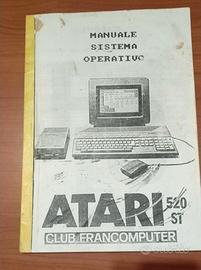 MANUALE
SISTEMA
OPERATIVO
ATARI 520
ST
CLUB FRANCOMPUTER